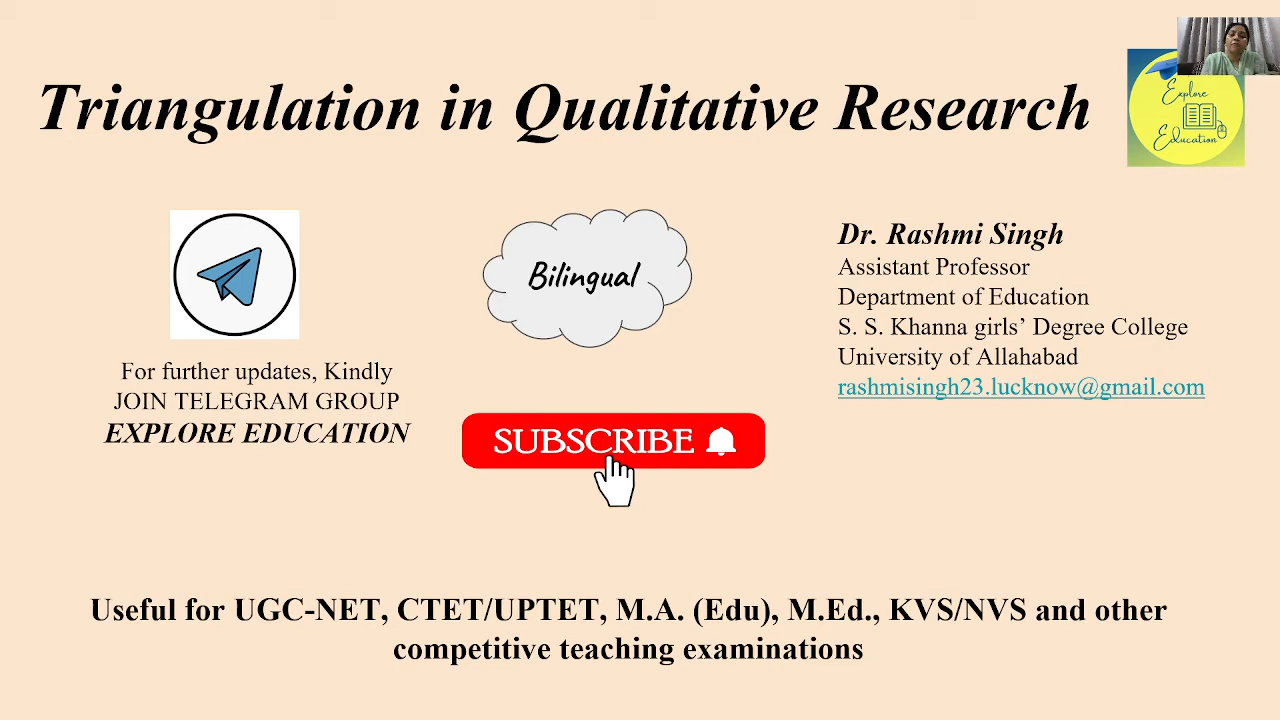 Triangulation in Qualitative Research
Explore
Education
Bilingual
For further updates, Kindly
JOIN TELEGRAM GROUP
EXPLORE EDUCATION
SUBSCRIBE
Dr. Rashmi Singh
Assistant Professor
Department of Education
S. S. Khanna girls’ Degree College
University of Allahabad
rashmisingh23.lucknow@gmail.com
Useful for UGC-NET, CTET/UPTET, M.A. (Edu), M.Ed., KVS/NVS and other
competitive teaching examinations